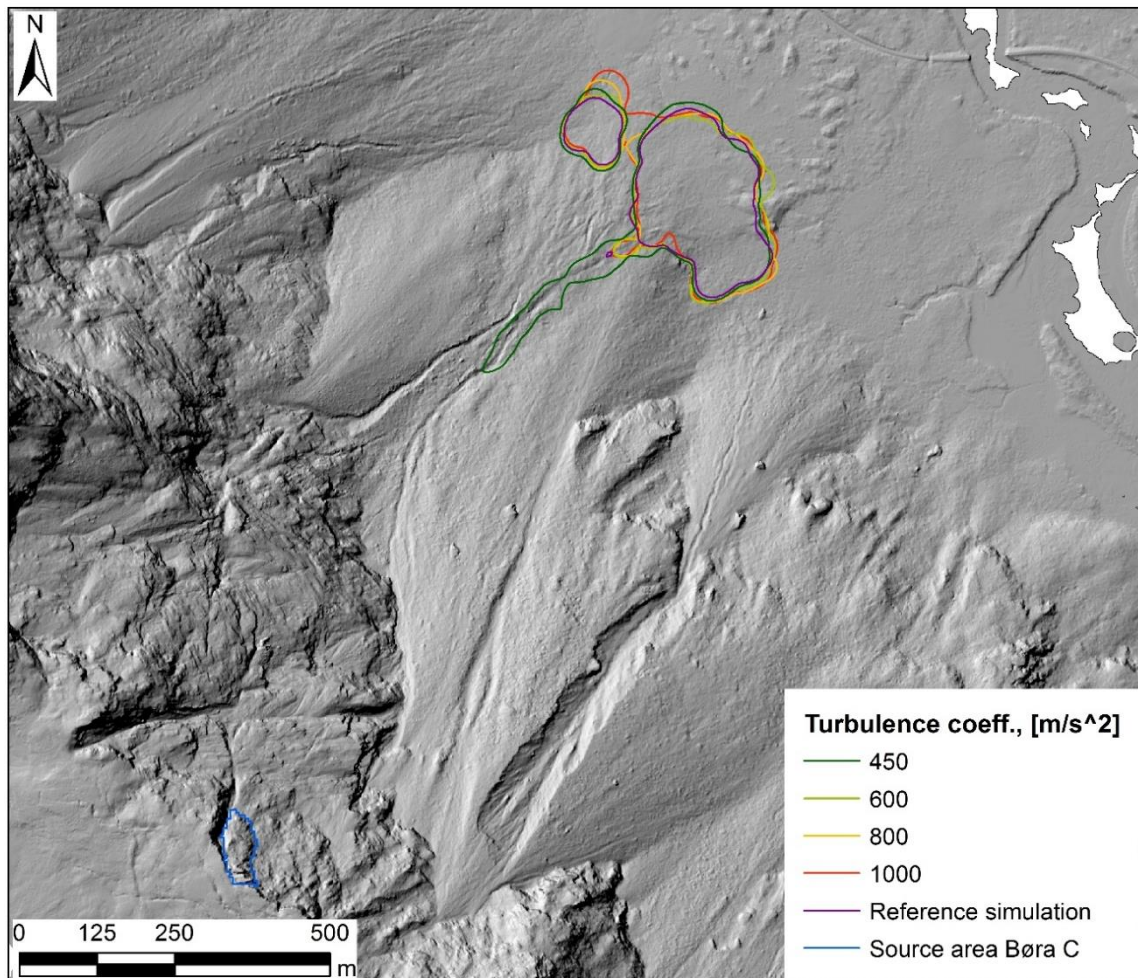 N
Turbulence coeff., [m/s^2]
450
600
800
1000
Reference simulation
Source area Børa C
0 125 250 500
m